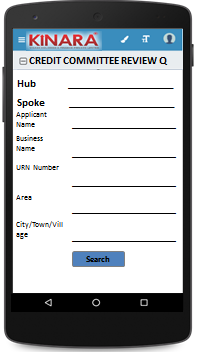 KINARA
CREDIT COMMITTEE REVIEW Q
Hub
Spoke
Applicant
Name
Business
Name
URN Number
Area
City/Town/Vill
age
Search